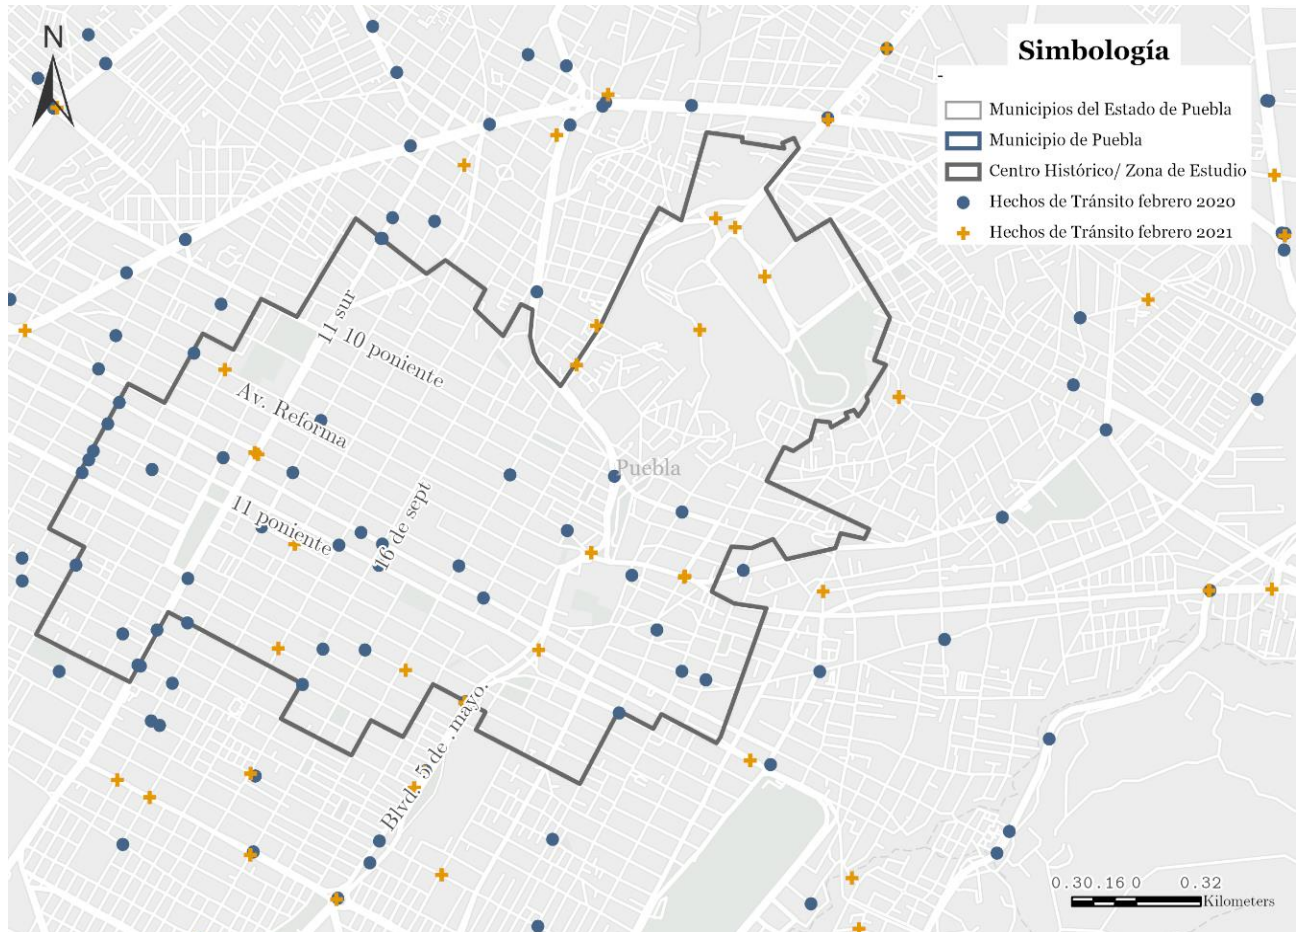 N
Simbología
-
Municipios del Estado de Puebla
Municipio de Puebla
Centro Histórico/ Zona de Estudio
Hechos de Tránsito febrero 2020
Hechos de Tránsito febrero 2021
11 sur
10 poniente
Av. Reforma
Puebla
11 poniente
16 de sept
Blvd. 5 de . mayo.
0.30.16 0 0.32
Kilometers